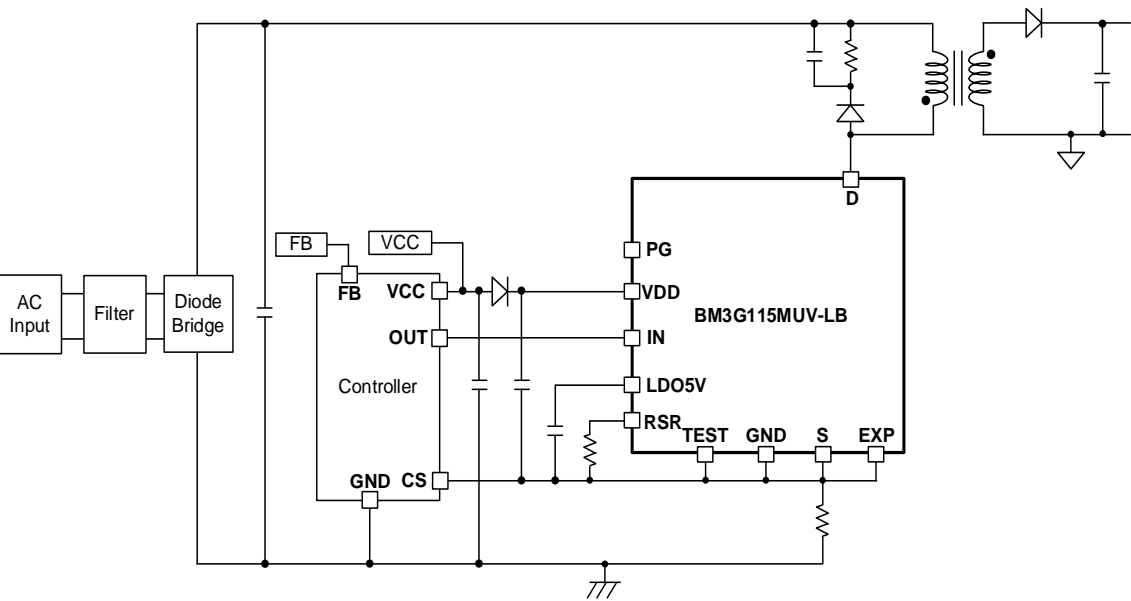 D
FB
VCC
PG
FB
VCC
VDD
AC
Input
Filter
Diode
Bridge
BM3G115MUV-LB
OUT
IN
Controller
LDO5V
RSR
TEST
GND
S
EXP
GND
CS